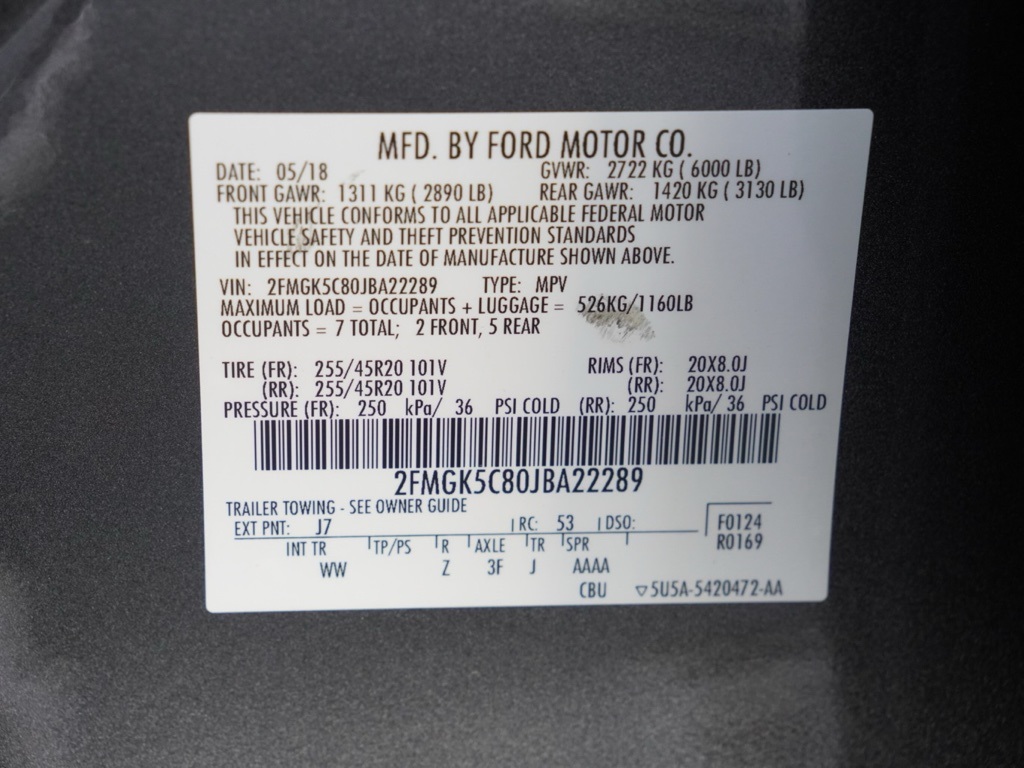 MFD. BY FORD MOTOR CO.
DATE: 05/18 GVWR: 2722 KG ( 6000 LB)
FRONT GAWR: 1311 KG ( 2890 LB) REAR GAWR: 1420 KG ( 3130 LB)
THIS VEHICLE CONFORMS TO ALL APPLICABLE FEDERAL MOTOR
VEHICLE SAFETY AND THEFT PREVENTION STANDARDS
IN EFFECT ON THE DATE OF MANUFACTURE SHOWN ABOVE.
VIN: 2FMGK5C80JBA22289 TYPE: MPV
MAXIMUM LOAD = OCCUPANTS + LUGGAGE = 526KG/1160LB
OCCUPANTS = 7 TOTAL; 2 FRONT, 5 REAR
TIRE (FR): 255/45R20 101V RIMS (FR): 20X8.0J
(RR): 255/45R20 101V (RR): 20X8.0J
PRESSURE (FR): 250 kPa/ 36 PSI COLD (RR): 250 kPa/ 36 PSI COLD
2FMGK5C80JBA22289
TRAILER TOWING - SEE OWNER GUIDE
EXT PNT: J7 RC: 53 DSO: F0124
R0169
INT TR TP/PS R AXLE TR SPR
WW Z 3F J AAAA
CBU ▽5U5A-5420472-AA